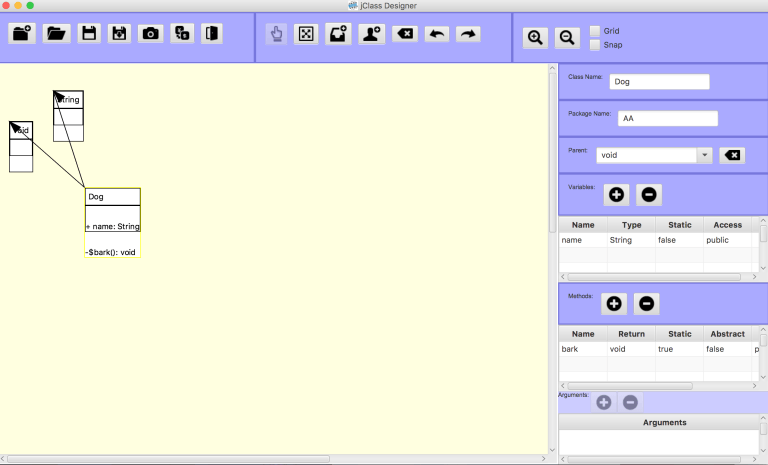 jClass Designer
Grid
Snap
String
Dog
+ name: String
-$bark(): void
Class Name:
Dog
Package Name:
AA
Parent:
void
Variables:
Name Type Static Access
name String false public
Methods:
Name Return Static Abstract
bark void true false p
Arguments:
Arguments